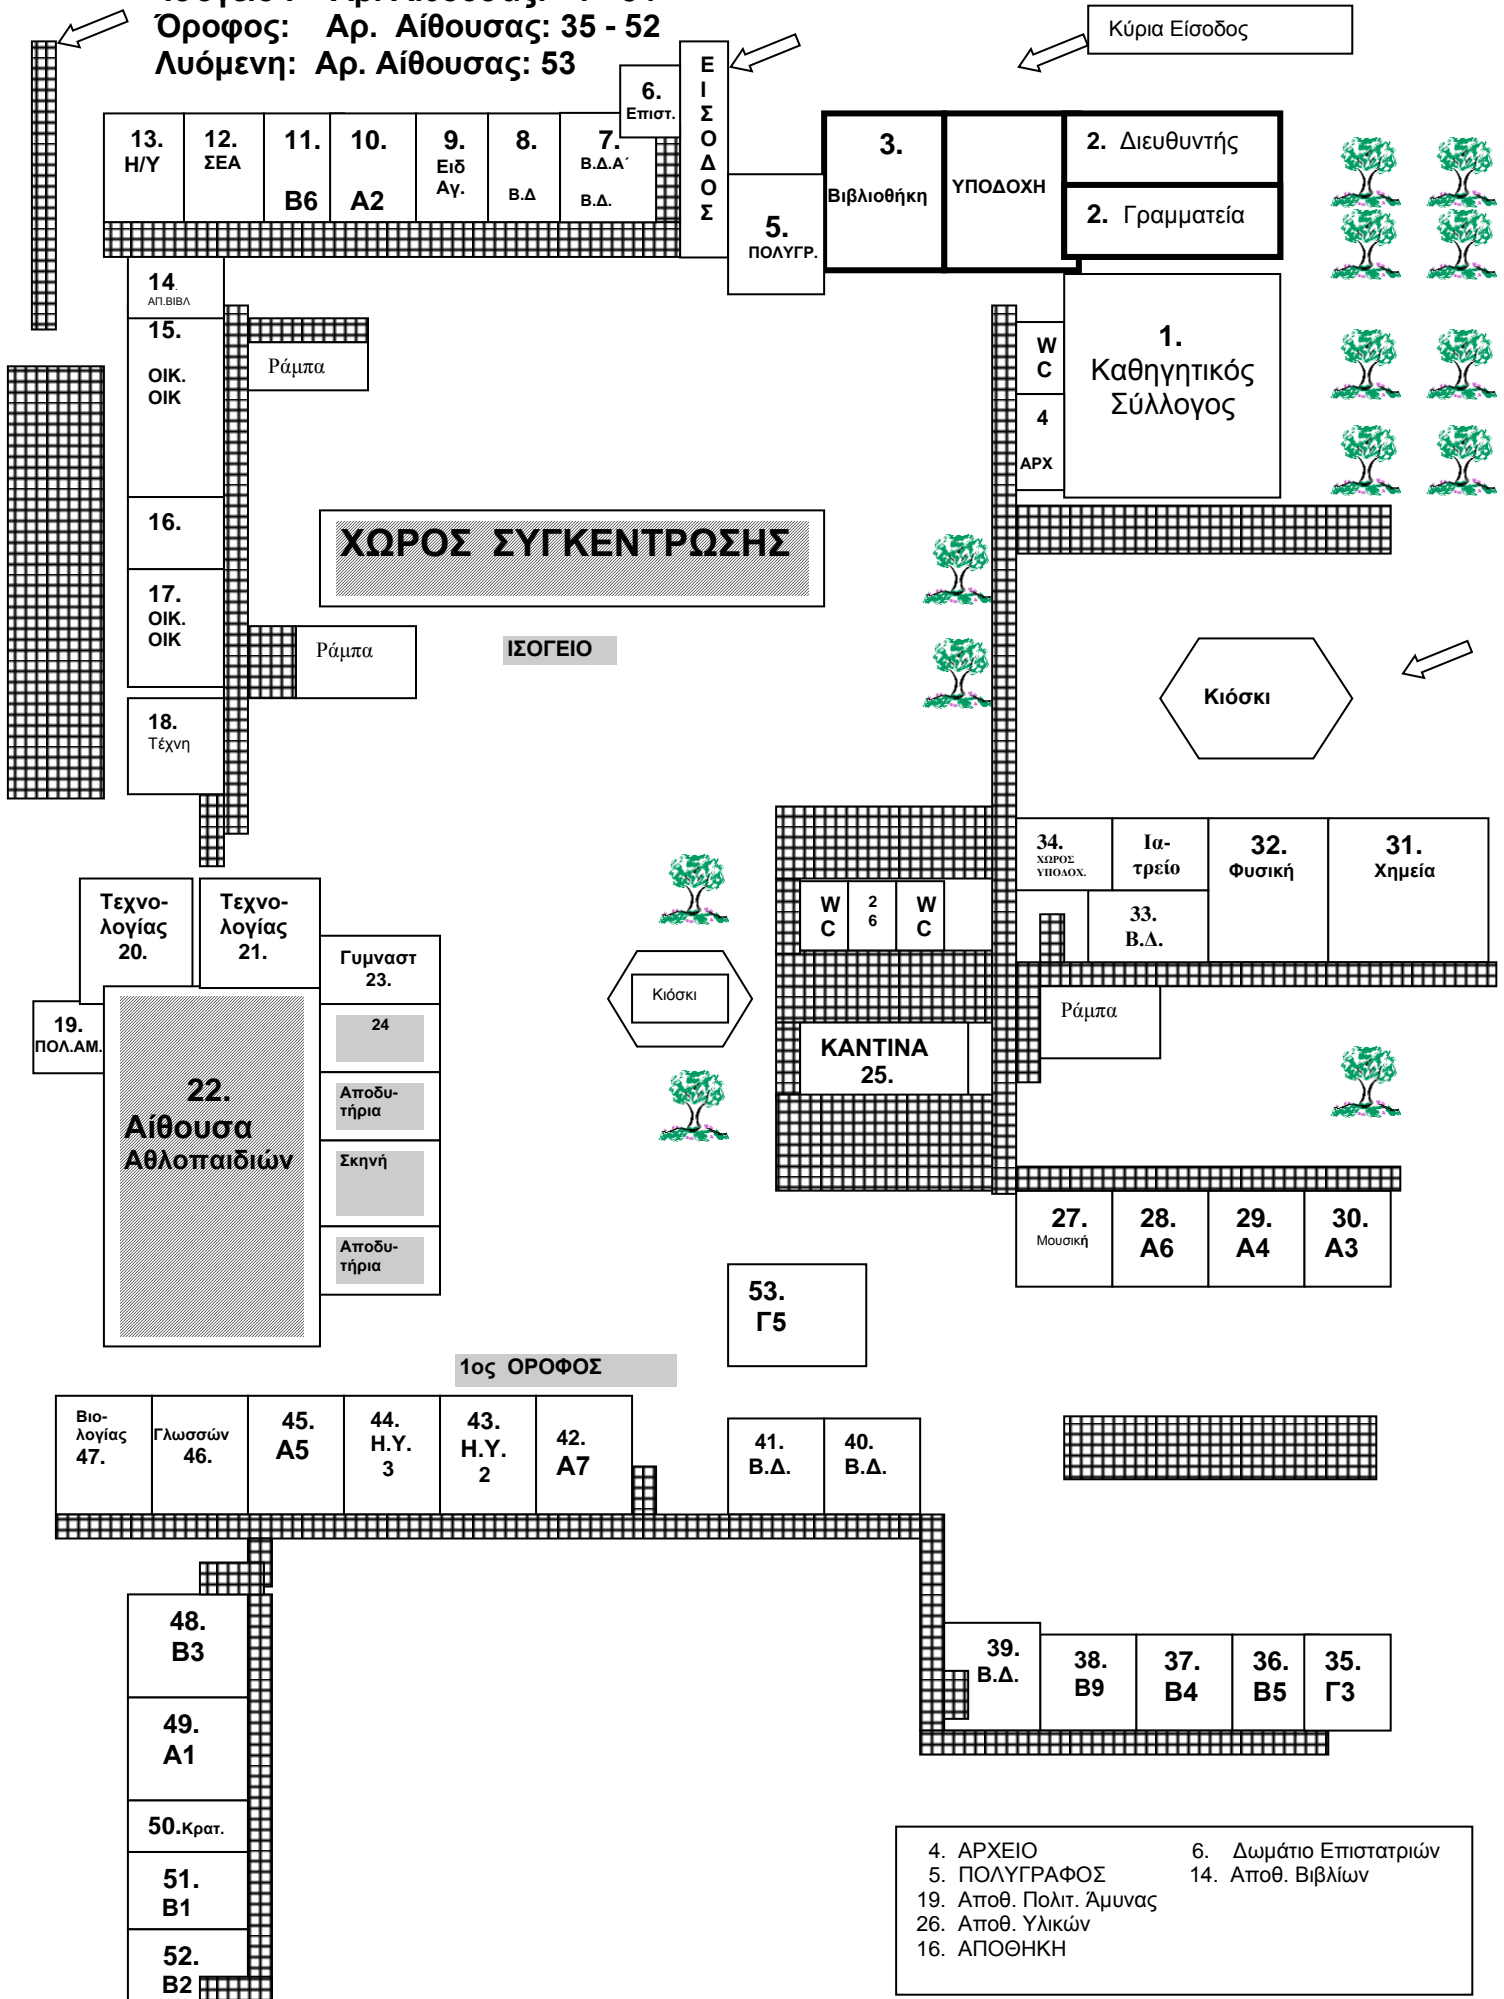 Όροφος: Αρ. Αίθουσας: 35 - 52
Λυόμενη: Αρ. Αίθουσας: 53
Κύρια Είσοδος
ΕΙΣΟΔΟΣ
6.
Επιστ.
13.
Η/Υ
12.
ΣΕΑ
11.
Β6
10.
Α2
9.
Ειδ
Αγ.
8.
Β.Δ
7.
Β.Δ.Α΄
Β.Δ.
5.
ΠΟΛΥΓΡ.
3.
Βιβλιοθήκη
ΥΠΟΔΟΧΗ
2. Διευθυντής
2. Γραμματεία
14.
ΑΠ.ΒΙΒΛ
15.
ΟΙΚ.
ΟΙΚ
Ράμπα
W
C
4
ΑΡΧ
1.
Καθηγητικός
Σύλλογος
16.
ΧΩΡΟΣ ΣΥΓΚΕΝΤΡΩΣΗΣ
17.
ΟΙΚ.
ΟΙΚ
Ράμπα
ΙΣΟΓΕΙΟ
Κιόσκι
18.
Τέχνη
34.
ΧΩΡΟΣ
ΥΠΟΔΟΧ.
Ια-
τρείο
32.
Φυσική
31.
Χημεία
33.
Β.Δ.
Τεχνο-
λογίας
20.
Τεχνο-
λογίας
21.
W
C
2
6
W
C
Γυμναστ
23.
Κιόσκι
Ράμπα
19.
ΠΟΛ.ΑΜ.
24
ΚΑΝΤΙΝΑ
25.
22.
Αίθουσα
Αθλοπαιδιών
Αποδυ-
τήρια
Σκηνή
Αποδυ-
τήρια
27.
Μουσική
28.
Α6
29.
Α4
30.
Α3
53.
Γ5
1ος ΟΡΟΦΟΣ
Βιο-
λογίας
47.
Γλωσσών
46.
45.
Α5
44.
Η.Υ.
3
43.
Η.Υ.
2
42.
Α7
41.
Β.Δ.
40.
Β.Δ.
48.
Β3
39.
Β.Δ.
38.
Β9
37.
Β4
36.
Β5
35.
Γ3
49.
Α1
50.Κρατ.
51.
Β1
52.
Β2
4. ΑΡΧΕΙΟ
5. ΠΟΛΥΓΡΑΦΟΣ
19. Αποθ. Πολιτ. Άμυνας
26. Αποθ. Υλικών
16. ΑΠΟΘΗΚΗ
6. Δωμάτιο Επιστατριών
14. Αποθ. Βιβλίων